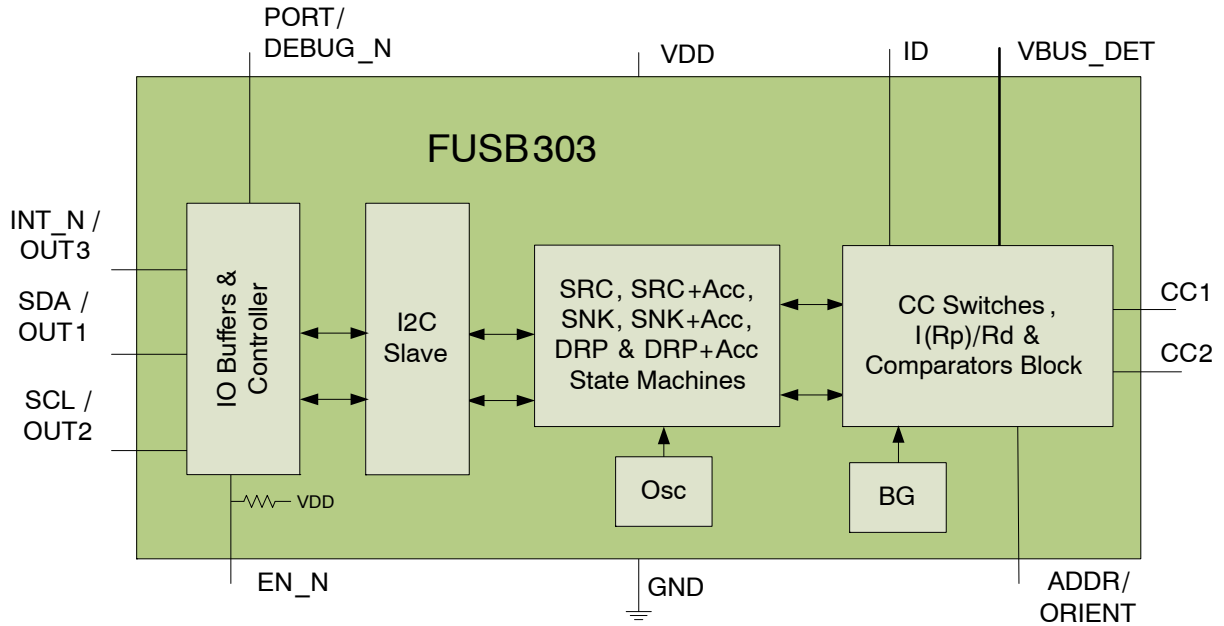 PORT/
DEBUG_N
VDD
ID
VBUS_DET
FUSB303
INT_N /
OUT3
SDA /
OUT1
SCL /
OUT2
IO Buffers &
Controller
I2C
Slave
SRC, SRC+Acc,
SNK, SNK+Acc,
DRP & DRP+Acc
State Machines
CC Switches ,
I(Rp)/Rd &
Comparators Block
CC1
CC2
Osc
BG
VDD
EN_N
GND
ADDR/
ORIENT